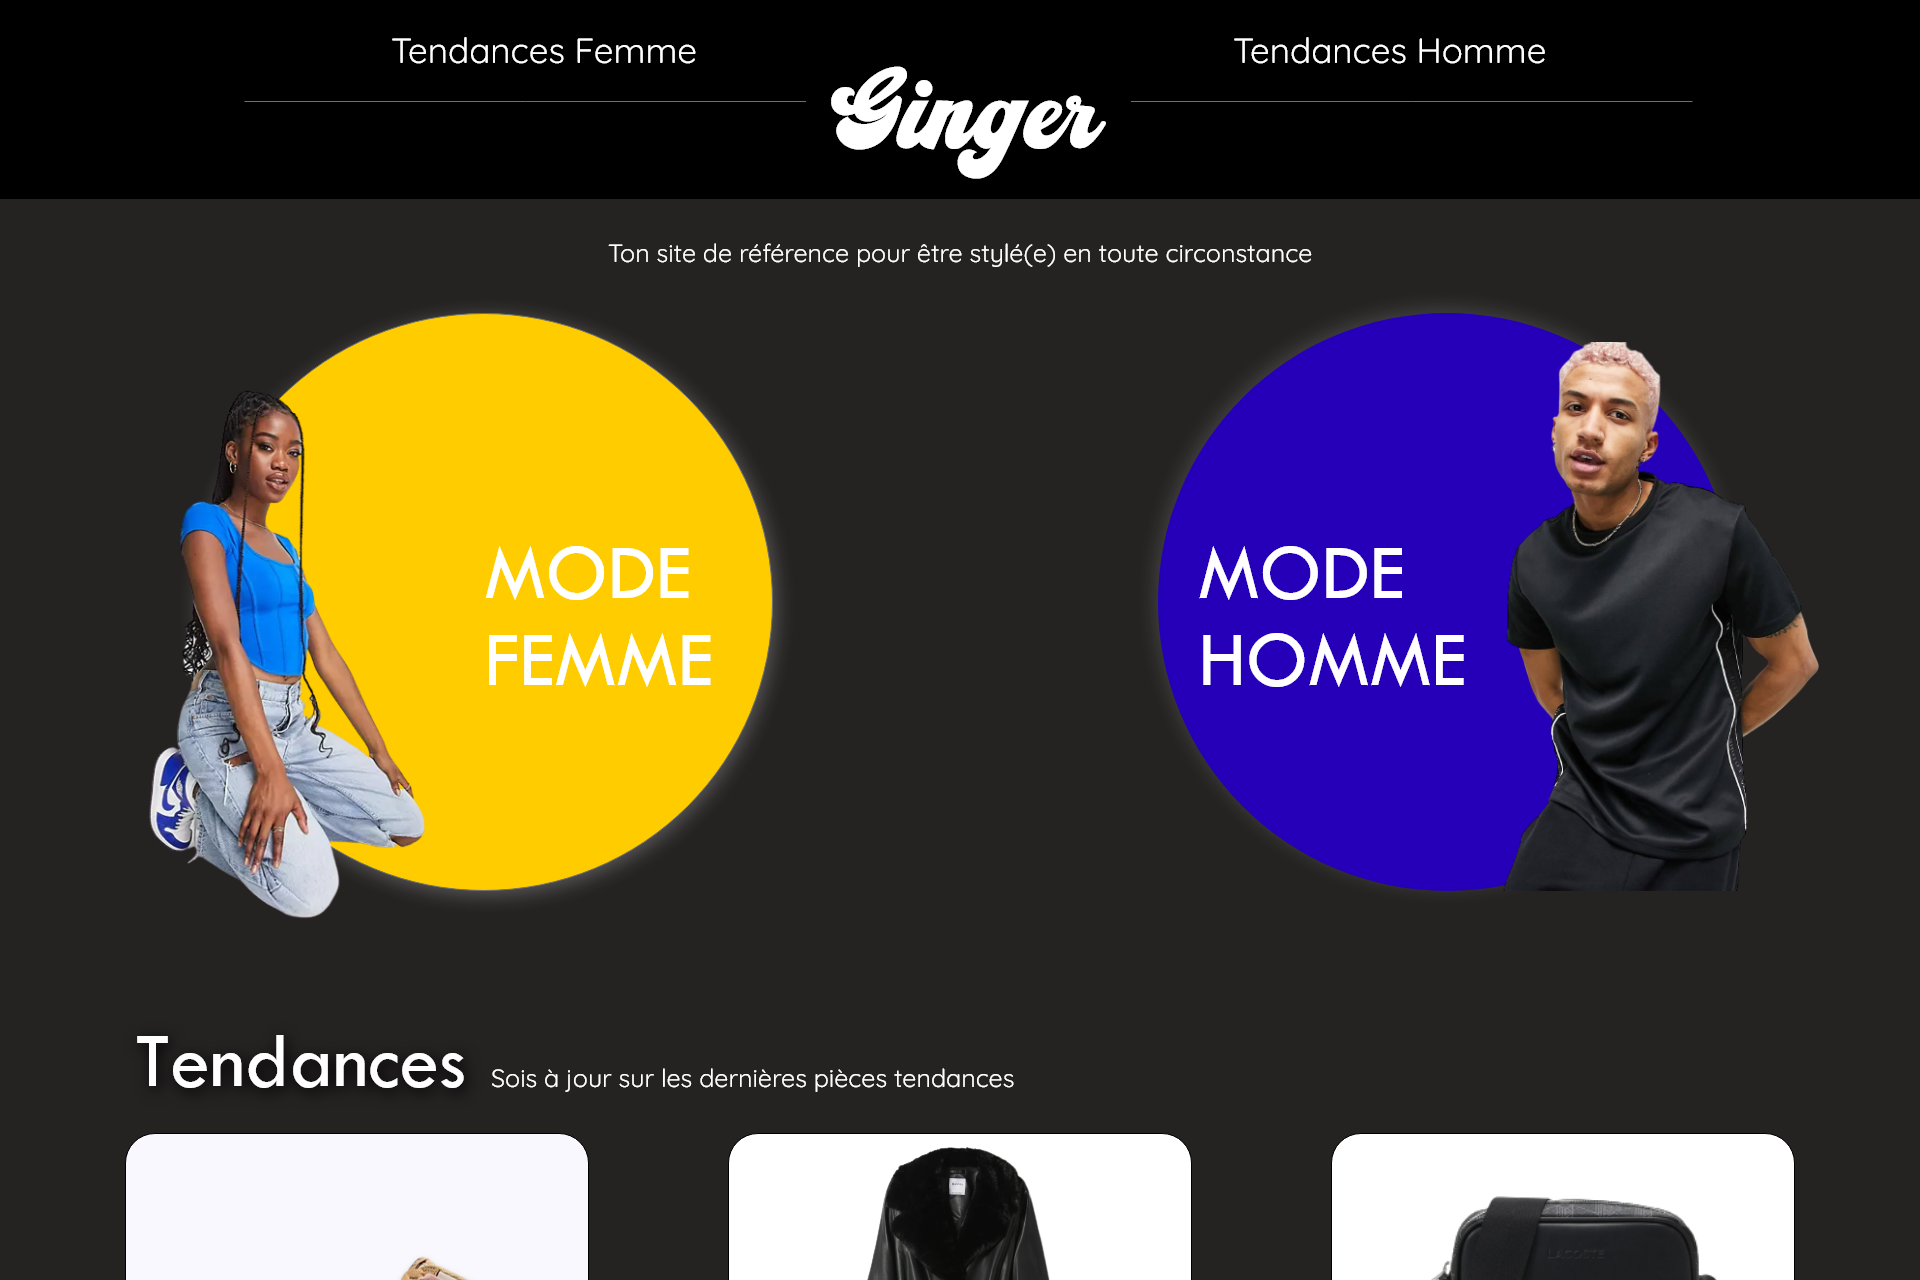 Tendances Femme
Ginger
Tendances Homme
Ton site de référence pour être stylé(e) en toute circonstance
MODE
FEMME
MODE
HOMME
Tendances
Sois à jour sur les dernières pièces tendances
LACOSTE